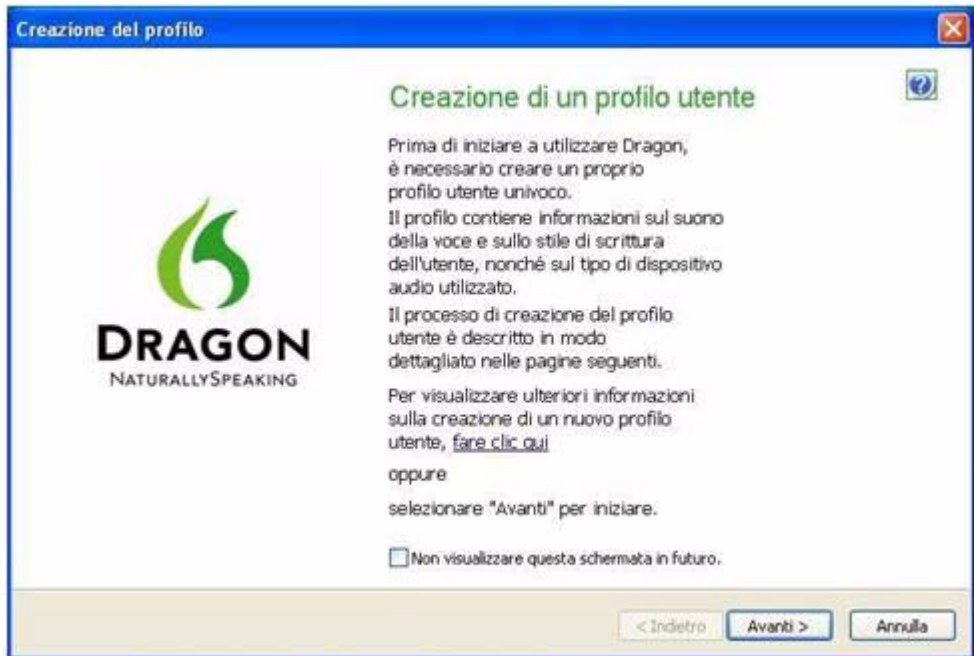 Creazione del profilo
Creazione di un profilo utente
Prima di iniziare a utilizzare Dragon,
è necessario creare un proprio
profilo utente univoco.
Il profilo contiene informazioni sul suono
della voce e sullo stile di scrittura
dell'utente, nonché sul tipo di dispositivo
audio utilizzato.
Il processo di creazione del profilo
utente è descritto in modo
dettagliato nelle pagine seguenti.
Per visualizzare ulteriori informazioni
sulla creazione di un nuovo profilo
utente, fare clic qui
oppure
selezionare "Avanti" per iniziare.
Non visualizzare questa schermata in futuro.
DRAGON
NATURALLYSPEAKING
< Indietro
Avanti >
Annulla